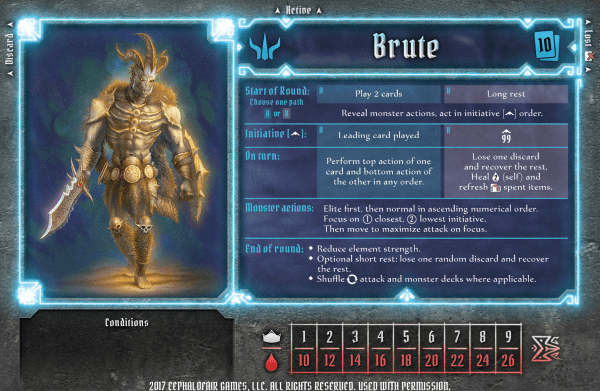 Active
Discard
Lost
Brute
10
Start of Round:
Choose one path
A or B
A Play 2 cards
B Long rest
Reveal monster actions, act in initiative [ ] order.
Initiative [ ]:
A Leading card played
B 99
On turn:
Perform top action of one
card and bottom action of
the other in any order.
Lose one discard
and recover the rest.
Heal 2 (self) and
refresh spent items.
Monster actions:
Elite first, then normal in ascending numerical order.
Focus on ① closest, ② lowest initiative.
Then move to maximize attack on focus.
End of round:
• Reduce element strength.
• Optional short rest: lose one random discard and recover
the rest.
• Shuffle attack and monster decks where applicable.
Conditions
1 2 3 4 5 6 7 8 9
10 12 14 16 18 20 22 24 26
2017 CEPHALOFAIR GAMES, LLC. ALL RIGHTS RESERVED. USED WITH PERMISSION.